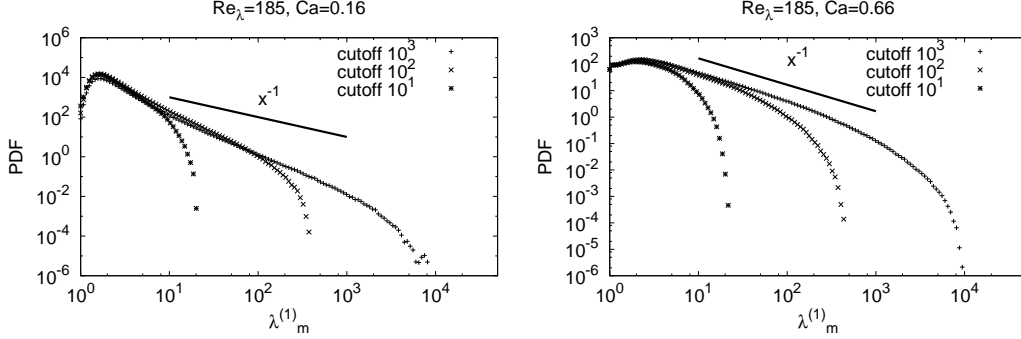 Re_λ=185, Ca=0.16
PDF
10^6
10^4
10^2
10^0
10^-2
10^-4
10^-6
cutoff 10^3
cutoff 10^2
cutoff 10^1
x^-1
10^0 10^1 10^2 10^3 10^4
λ^(1)_m
Re_λ=185, Ca=0.66
PDF
10^3
10^2
10^1
10^0
10^-1
10^-2
10^-3
10^-4
10^-5
10^-6
cutoff 10^3
cutoff 10^2
cutoff 10^1
x^-1
10^0 10^1 10^2 10^3 10^4
λ^(1)_m